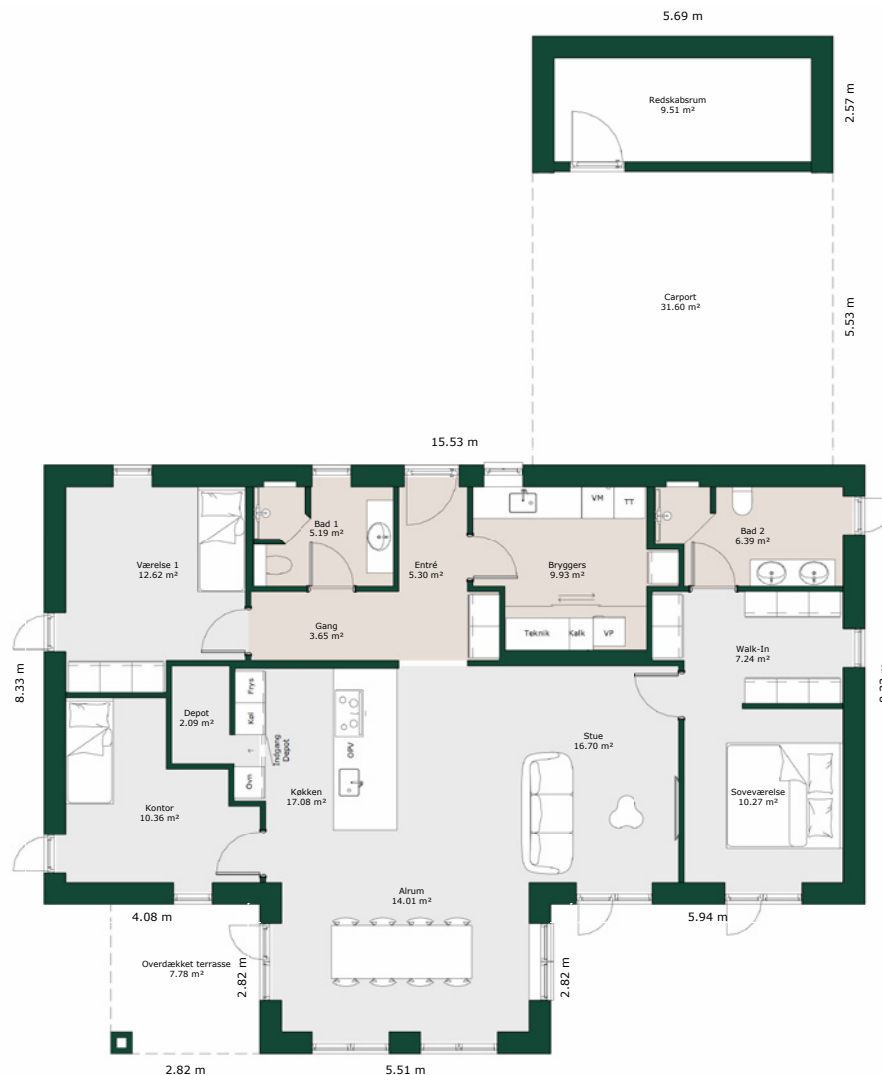 5.69 m
Redskabsrum
9.51 m²
2.57 m
Carport
31.60 m²
5.53 m
15.53 m
VM
TT
Bad 1
5.19 m²
Bad 2
6.39 m²
Værelse 1
12.62 m²
Entré
5.30 m²
Bryggers
9.93 m²
Gang
3.65 m²
Teknik
Kalk
VP
Walk-In
7.24 m²
8.33 m
Frys
Køl
Depot
2.09 m²
Indgang
Depot
Ovn
OPV
Stue
16.70 m²
Køkken
17.08 m²
Kontor
10.36 m²
Soveværelse
10.27 m²
Alrum
14.01 m²
4.08 m
5.94 m
Overdækket terrasse
7.78 m²
2.82 m
2.82 m
2.82 m
5.51 m